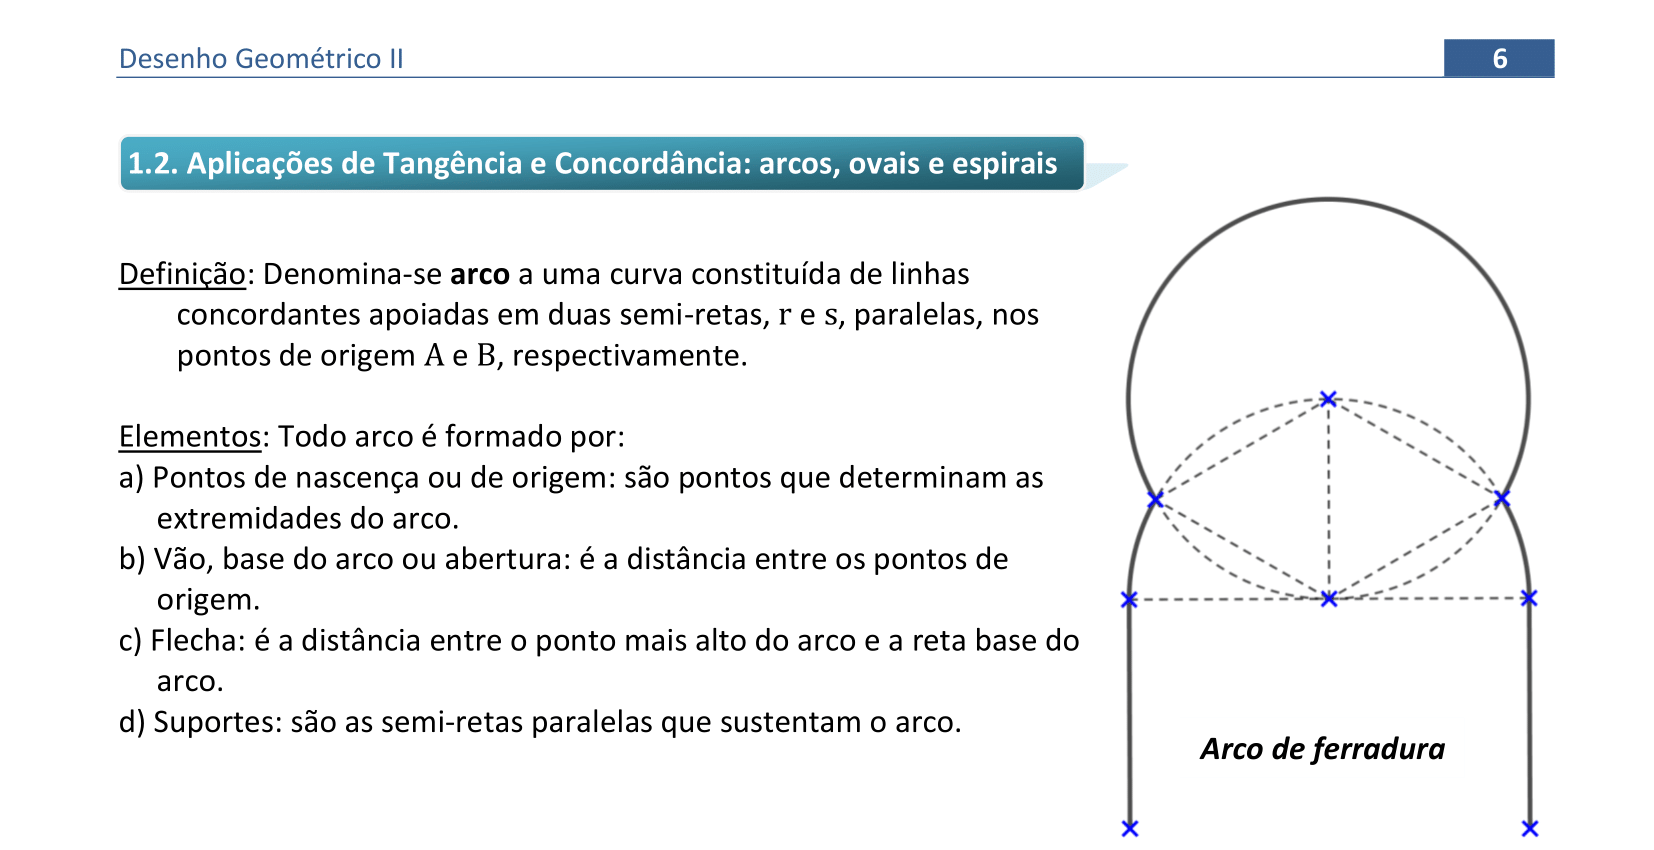 Desenho Geométrico II
6
1.2. Aplicações de Tangência e Concordância: arcos, ovais e espirais
Definição: Denomina-se arco a uma curva constituída de linhas
concordantes apoiadas em duas semi-retas, r e s, paralelas, nos
pontos de origem A e B, respectivamente.
Elementos: Todo arco é formado por:
a) Pontos de nascença ou de origem: são pontos que determinam as
extremidades do arco.
b) Vão, base do arco ou abertura: é a distância entre os pontos de
origem.
c) Flecha: é a distância entre o ponto mais alto do arco e a reta base do
arco.
d) Suportes: são as semi-retas paralelas que sustentam o arco.
Arco de ferradura